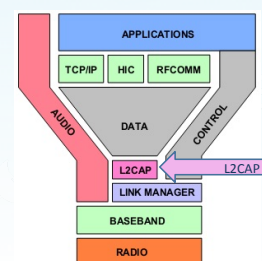 APPLICATIONS
TCP/IP HIC RFCOMM
AUDIO
DATA
CONTROL
L2CAP
L2CAP
LINK MANAGER
BASEBAND
RADIO